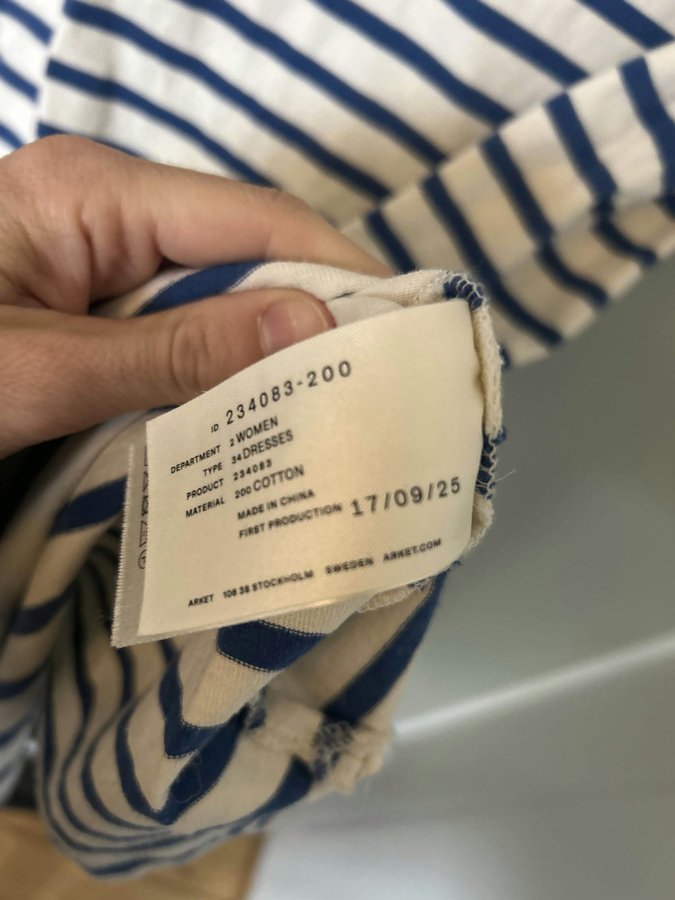 ID 234083-200
DEPARTMENT 2 WOMEN
TYPE 34 DRESSES
PRODUCT 234083
MATERIAL 200 COTTON
MADE IN CHINA
FIRST PRODUCTION 17/09/25
ARKET 106 38 STOCKHOLM SWEDEN ARKET.COM